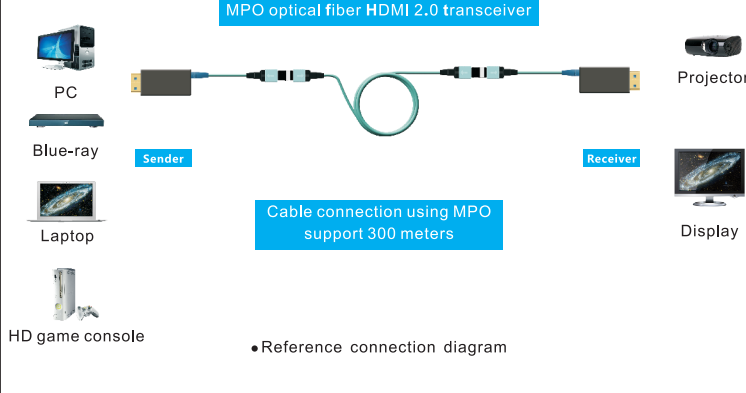 MPO optical fiber HDMI 2.0 transceiver
PC
Projector
Blue-ray
Sender
Receiver
Cable connection using MPO
support 300 meters
Laptop
Display
HD game console
●Reference connection diagram